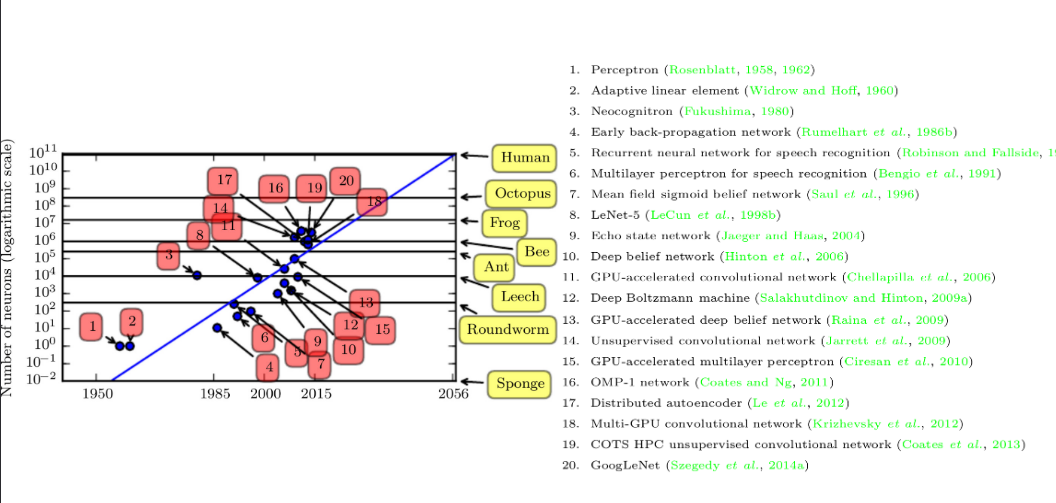 Number of neurons (logarithmic scale)
10^11
10^10
10^9
10^8
10^7
10^6
10^5
10^4
10^3
10^2
10^1
10^0
10^−1
10^−2
1950
1985
2000
2015
2056
17
16
19
20
18
14
11
8
3
1
2
13
15
12
9
10
6
5
7
4
Human
Octopus
Frog
Bee
Ant
Leech
Roundworm
Sponge
1. Perceptron (Rosenblatt, 1958, 1962)
2. Adaptive linear element (Widrow and Hoff, 1960)
3. Neocognitron (Fukushima, 1980)
4. Early back-propagation network (Rumelhart et al., 1986b)
5. Recurrent neural network for speech recognition (Robinson and Fallside, 19
6. Multilayer perceptron for speech recognition (Bengio et al., 1991)
7. Mean field sigmoid belief network (Saul et al., 1996)
8. LeNet-5 (LeCun et al., 1998b)
9. Echo state network (Jaeger and Haas, 2004)
10. Deep belief network (Hinton et al., 2006)
11. GPU-accelerated convolutional network (Chellapilla et al., 2006)
12. Deep Boltzmann machine (Salakhutdinov and Hinton, 2009a)
13. GPU-accelerated deep belief network (Raina et al., 2009)
14. Unsupervised convolutional network (Jarrett et al., 2009)
15. GPU-accelerated multilayer perceptron (Ciresan et al., 2010)
16. OMP-1 network (Coates and Ng, 2011)
17. Distributed autoencoder (Le et al., 2012)
18. Multi-GPU convolutional network (Krizhevsky et al., 2012)
19. COTS HPC unsupervised convolutional network (Coates et al., 2013)
20. GoogLeNet (Szegedy et al., 2014a)